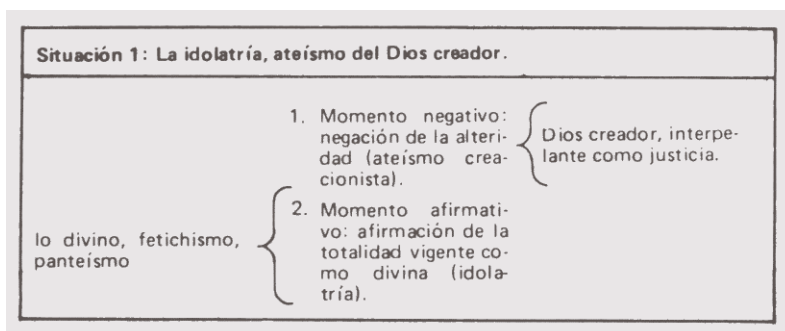 Situación 1: La idolatría, ateísmo del Dios creador.
1. Momento negativo:
negación de la alteri-
dad (ateísmo crea-
cionista).
Dios creador, interpe-
lante como justicia.
lo divino, fetichismo,
panteísmo
2. Momento afirmati-
vo: afirmación de la
totalidad vigente co-
mo divina (idola-
tría).